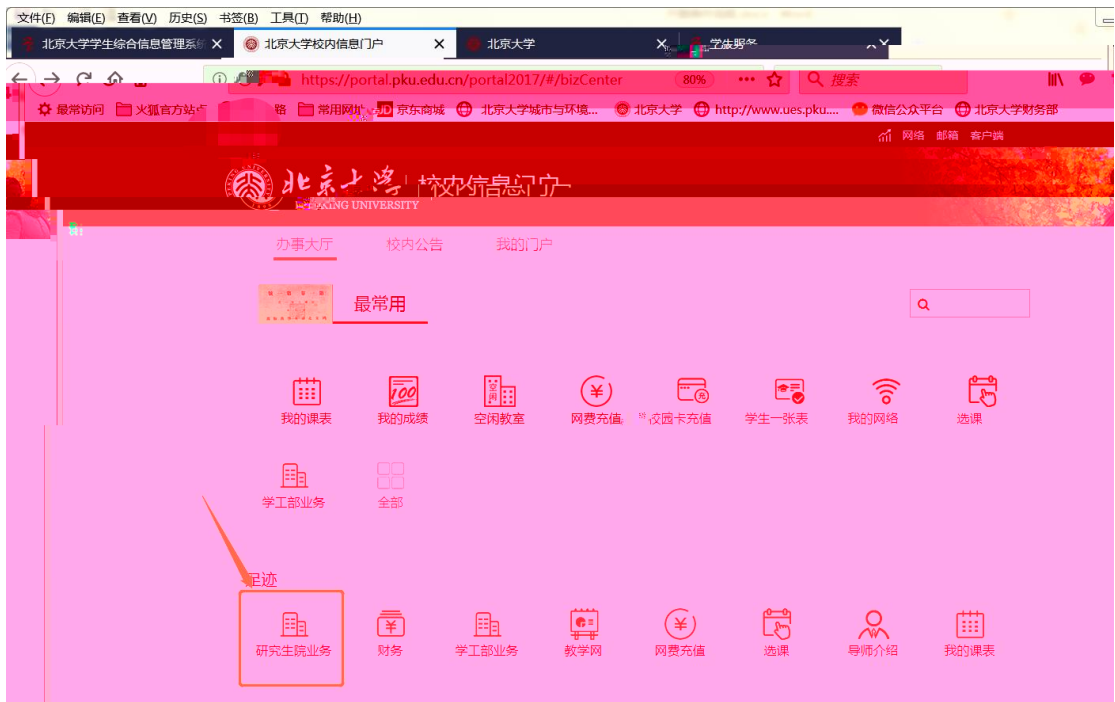 文件(F) 编辑(E) 查看(V) 历史(S) 书签(B) 工具(T) 帮助(H)
北京大学学生综合信息管理系统 北京大学校内信息门户 北京大学
https://portal.pku.edu.cn/portal2017/#/bizCenter 80% 搜索
最常访问 火狐官方站点 常用网址 JD 京东商城 北京大学城市与环境... 北京大学 http://www.ues.pku.... 微信公众平台 北京大学财务部
网络 邮箱 客户端
北京大学 校内信息门户
PEKING UNIVERSITY
办事大厅 校内公告 我的门户
最常用
我的课表 我的成绩 空闲教室 网费充值 校园卡充值 学生一张表 我的网络 选课
学工部业务 全部
足迹
研究生院业务 财务 学工部业务 教学网 网费充值 选课 导师介绍 我的课表